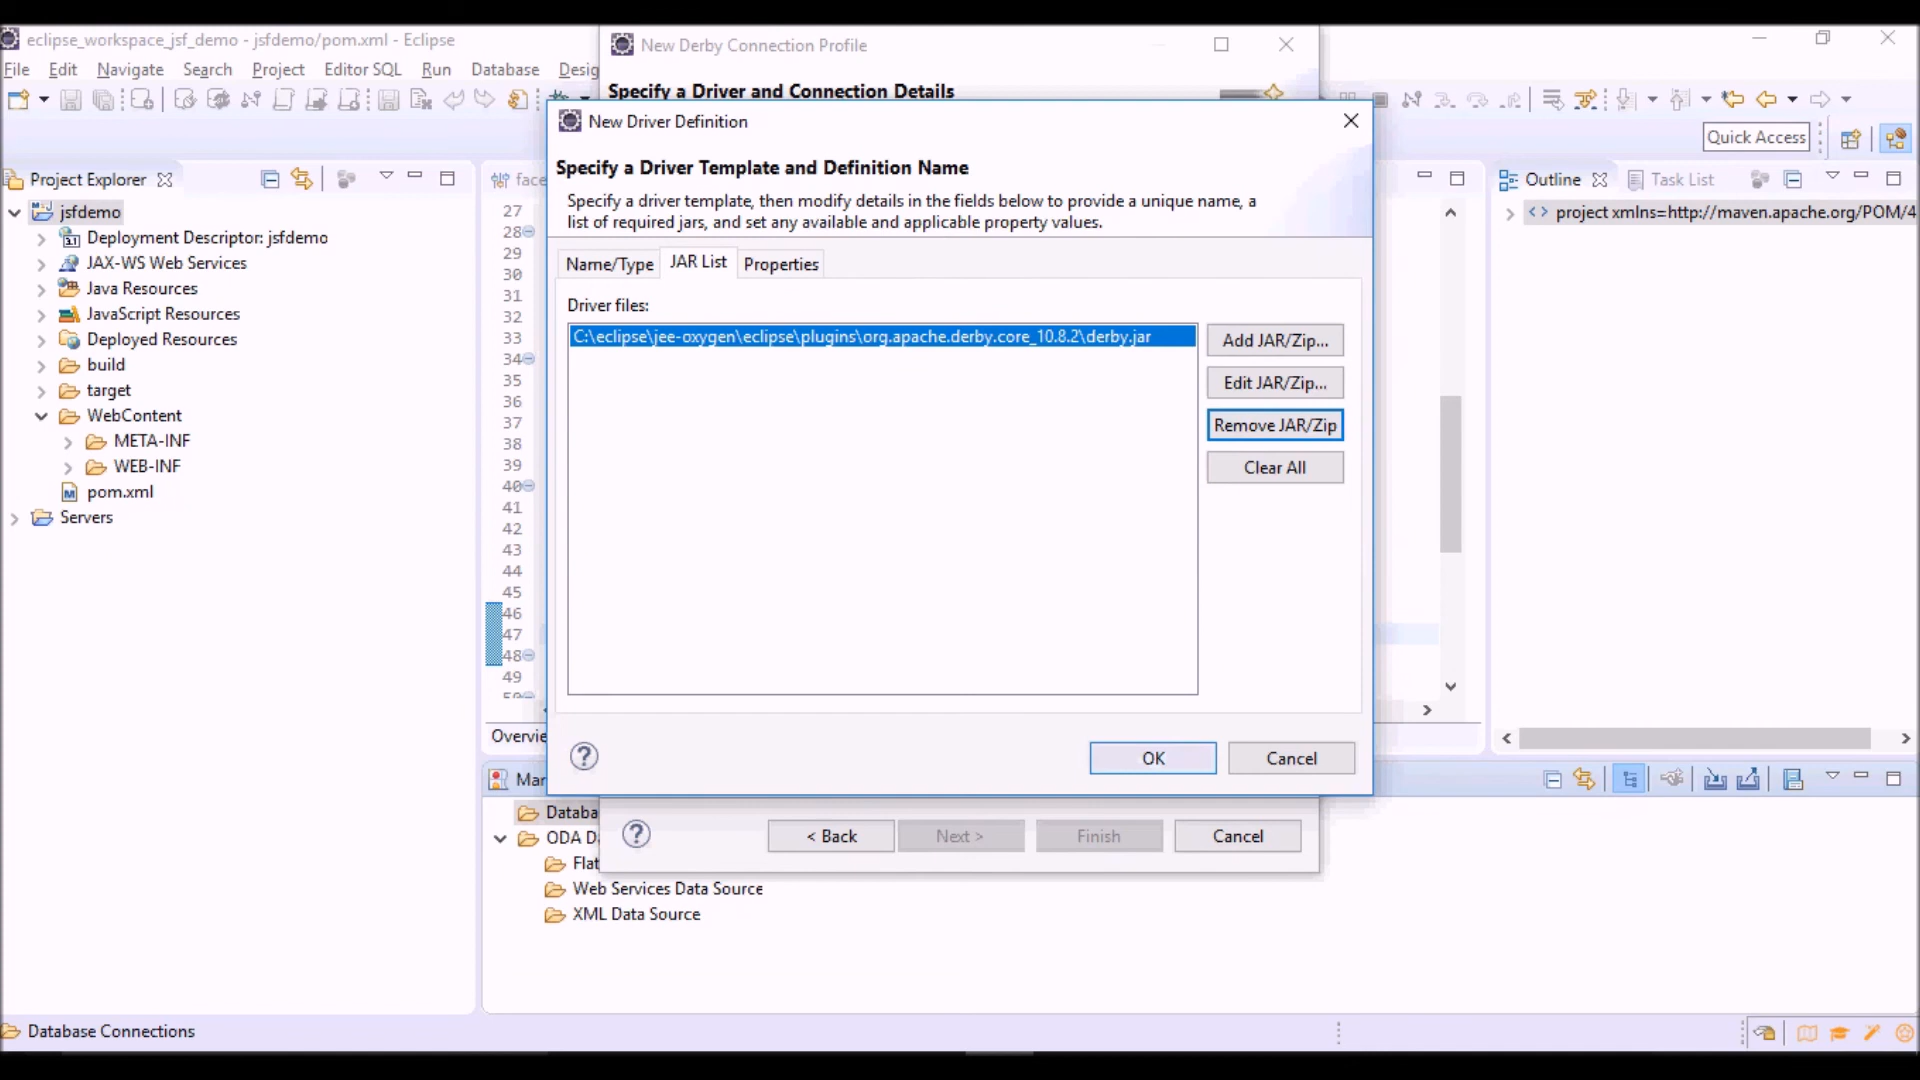 eclipse_workspace_jsf_demo - jsfdemo/pom.xml - Eclipse
File Edit Navigate Search Project Editor SQL Run Database Desig
New Derby Connection Profile
Specify a Driver and Connection Details
Quick Access
New Driver Definition
Specify a Driver Template and Definition Name
Specify a driver template, then modify details in the fields below to provide a unique name, a
list of required jars, and set any available and applicable property values.
Name/Type JAR List Properties
Driver files:
C:\eclipse\jee-oxygen\eclipse\plugins\org.apache.derby.core_10.8.2\derby.jar
Add JAR/Zip...
Edit JAR/Zip...
Remove JAR/Zip
Clear All
OK Cancel
< Back Next > Finish Cancel
Project Explorer
jsfdemo
Deployment Descriptor: jsfdemo
JAX-WS Web Services
Java Resources
JavaScript Resources
Deployed Resources
build
target
WebContent
META-INF
WEB-INF
pom.xml
Servers
face
27
28
29
30
31
32
33
34
35
36
37
38
39
40
41
42
43
44
45
46
47
48
49
50
Overvie
Outline Task List
project xmlns=http://maven.apache.org/POM/4
Mar
Databa
ODA D
Flat
Web Services Data Source
XML Data Source
Database Connections